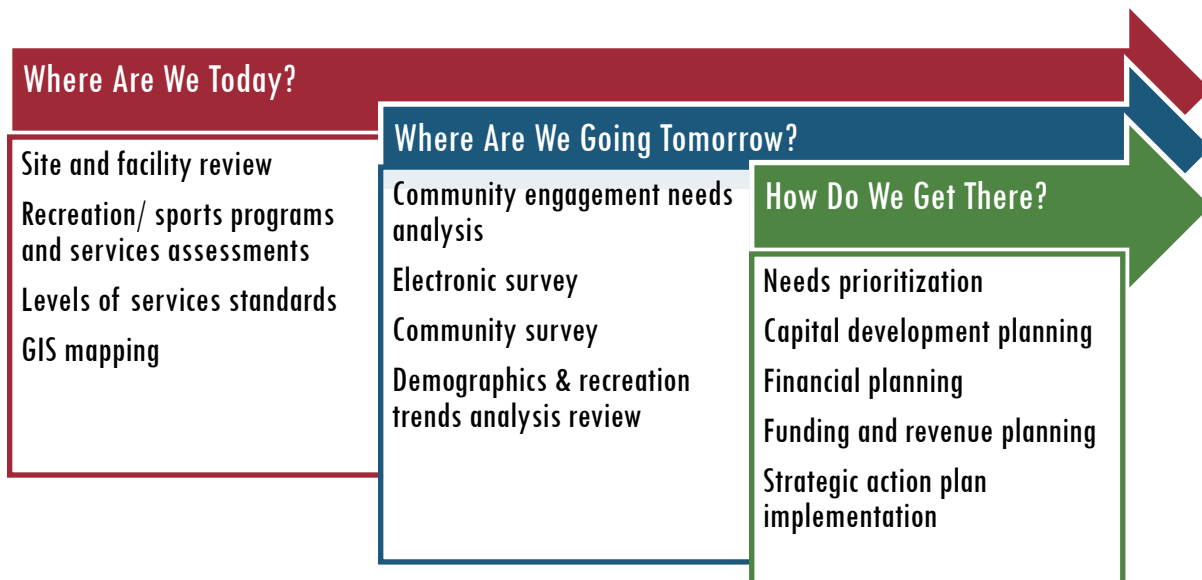 Where Are We Today?
Site and facility review
Recreation/ sports programs
and services assessments
Levels of services standards
GIS mapping
Where Are We Going Tomorrow?
Community engagement needs
analysis
Electronic survey
Community survey
Demographics & recreation
trends analysis review
How Do We Get There?
Needs prioritization
Capital development planning
Financial planning
Funding and revenue planning
Strategic action plan
implementation